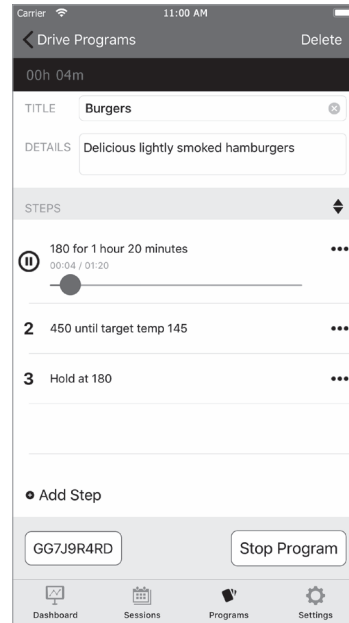 Carrier 11:00 AM
Drive Programs Delete
00h 04m
TITLE Burgers
DETAILS Delicious lightly smoked hamburgers
STEPS
180 for 1 hour 20 minutes
00:04 / 01:20
2 450 until target temp 145
3 Hold at 180
Add Step
GG7J9R4RD Stop Program
Dashboard Sessions Programs Settings